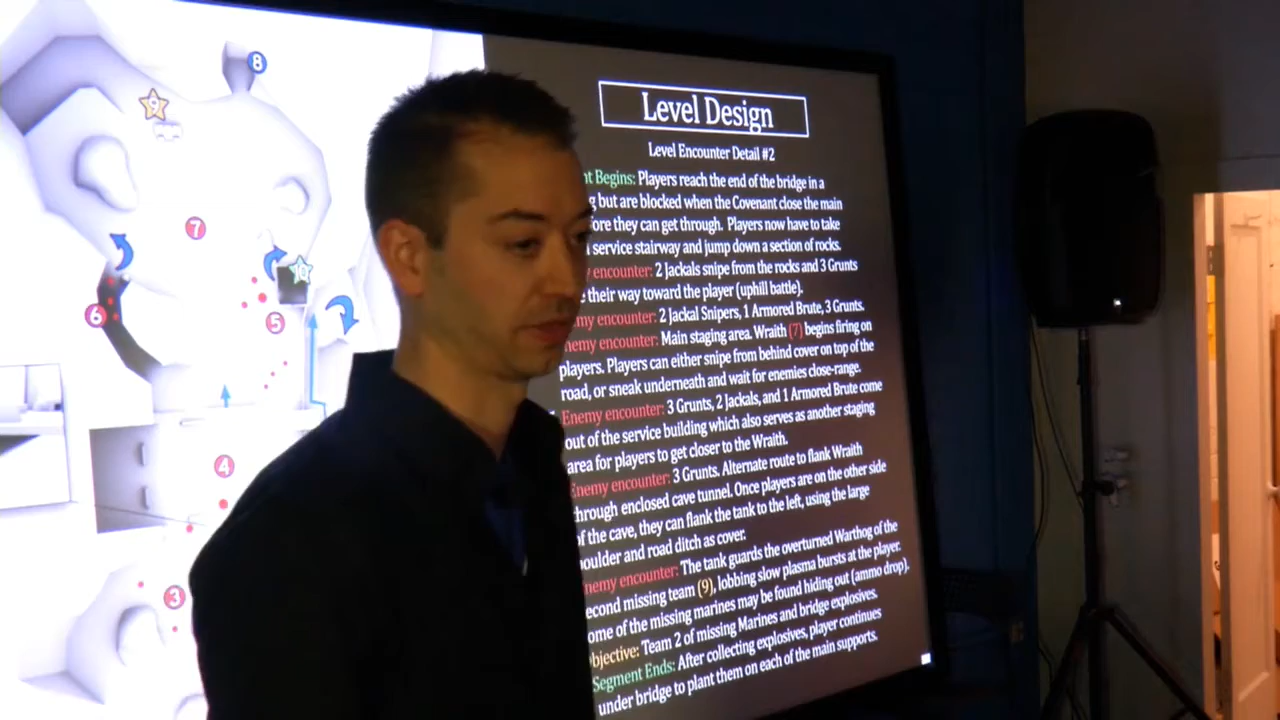 8
9
7
10
6
5
4
3
Level Design
Level Encounter Detail #2
Begins: Players reach the end of the bridge in a
but are blocked when the Covenant close the main
they can get through. Players now have to take
service stairway and jump down a section of rocks.
encounter: 2 Jackals snipe from the rocks and 3 Grunts
their way toward the player (uphill battle).
encounter: 2 Jackal Snipers, 1 Armored Brute, 3 Grunts.
nemy encounter: Main staging area. Wraith (7) begins firing on
players. Players can either snipe from behind cover on top of the
road, or sneak underneath and wait for enemies close-range.
Enemy encounter: 3 Grunts, 2 Jackals, and 1 Armored Brute come
out of the service building which also serves as another staging
area for players to get closer to the Wraith.
Enemy encounter: 3 Grunts. Alternate route to flank Wraith
hrough enclosed cave tunnel. Once players are on the other side
of the cave, they can flank the tank to the left, using the large
oulder and road ditch as cover.
nemy encounter: The tank guards the overturned Warthog of the
econd missing team (9), lobbing slow plasma bursts at the player.
ome of the missing marines may be found hiding out (ammo drop).
bjective: Team 2 of missing Marines and bridge explosives.
Segment Ends: After collecting explosives, player continues
under bridge to plant them on each of the main supports.